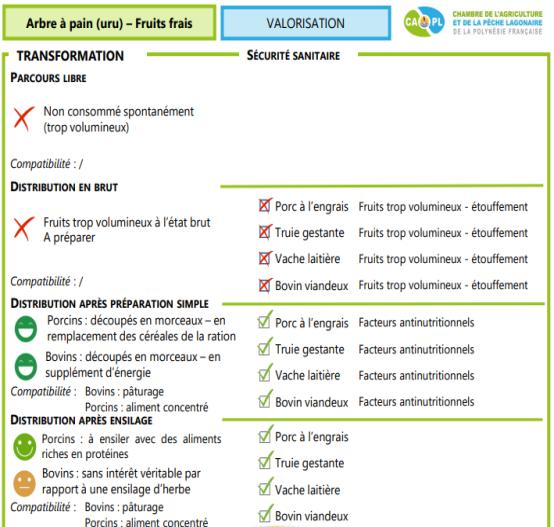 Arbre à pain (uru) – Fruits frais
VALORISATION
CAPL
CHAMBRE DE L'AGRICULTURE
ET DE LA PÊCHE LAGONAIRE
DE LA POLYNÉSIE FRANÇAISE
TRANSFORMATION
SÉCURITÉ SANITAIRE
PARCOURS LIBRE
Non consommé spontanément
(trop volumineux)
Compatibilité : /
DISTRIBUTION EN BRUT
Fruits trop volumineux à l'état brut
A préparer
Compatibilité : /
Porc à l'engrais Fruits trop volumineux - étouffement
Truie gestante Fruits trop volumineux - étouffement
Vache laitière Fruits trop volumineux - étouffement
Bovin viandeux Fruits trop volumineux - étouffement
DISTRIBUTION APRÈS PRÉPARATION SIMPLE
Porcins : découpés en morceaux – en
remplacement des céréales de la ration
Bovins : découpés en morceaux – en
supplément d'énergie
Compatibilité : Bovins : pâturage
Porcins : aliment concentré
Porc à l'engrais Facteurs antinutritionnels
Truie gestante Facteurs antinutritionnels
Vache laitière Facteurs antinutritionnels
Bovin viandeux Facteurs antinutritionnels
DISTRIBUTION APRÈS ENSILAGE
Porcins : à ensiler avec des aliments
riches en protéines
Bovins : sans intérêt véritable par
rapport à une ensilage d'herbe
Compatibilité : Bovins : pâturage
Porcins : aliment concentré
Porc à l'engrais
Truie gestante
Vache laitière
Bovin viandeux